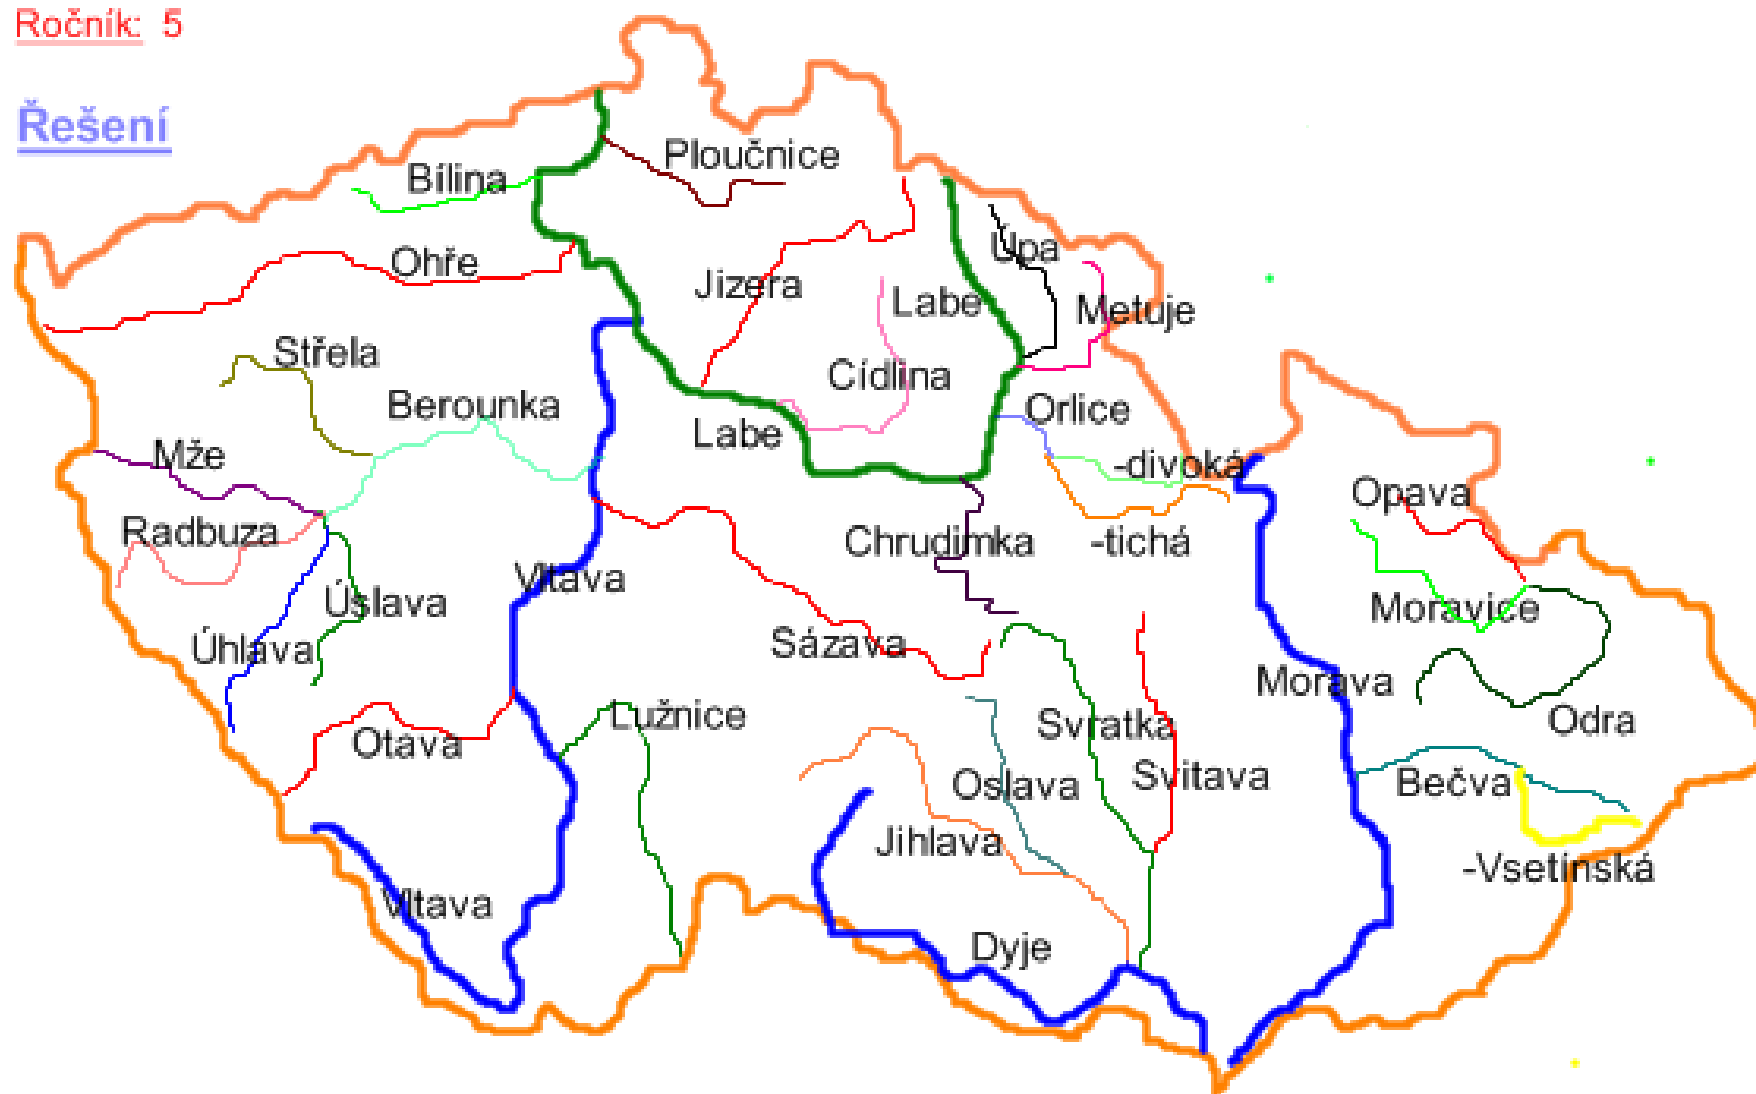 Ročník: 5
Řešení
Ploučnice
Bílina
Úpa
Ohře
Jizera
Labe
Metuje
Střela
Cidlina
Berounka
Orlice
Labe
Mže
-divoká
Opava
Radbuza
Chrudimka
-tichá
Vltava
Úslava
Moravice
Úhlava
Sázava
Morava
Lužnice
Svratka
Odra
Otava
Svitava
Oslava
Bečva
Jihlava
-Vsetínská
Vltava
Dyje